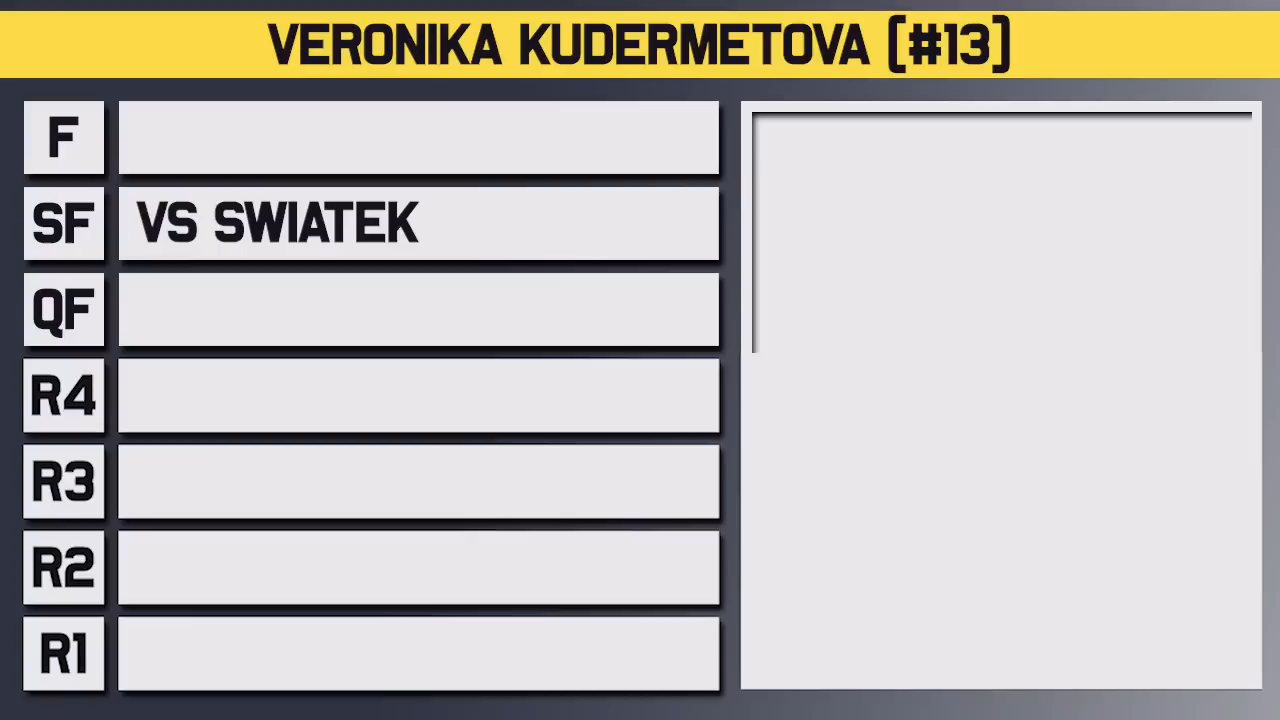 VERONIKA KUDERMETOVA (#13)
F
SF VS SWIATEK
QF
R4
R3
R2
R1